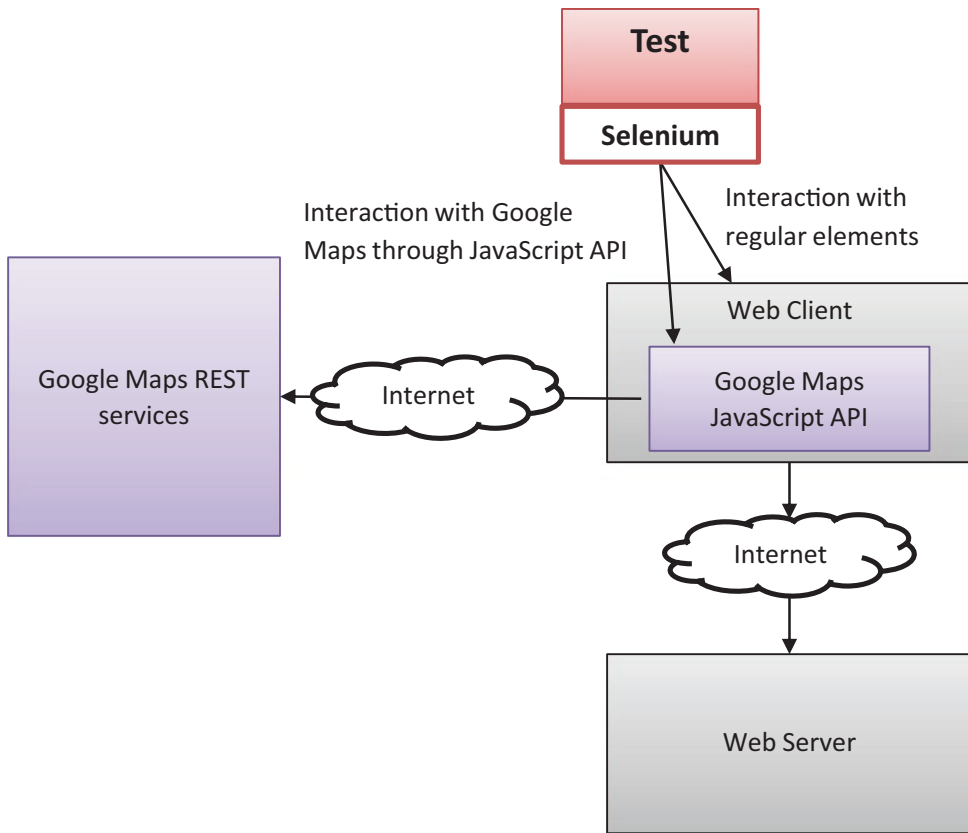 Test
Selenium
Interaction with Google
Maps through JavaScript API
Interaction with
regular elements
Web Client
Google Maps REST
services
Internet
Google Maps
JavaScript API
Internet
Web Server